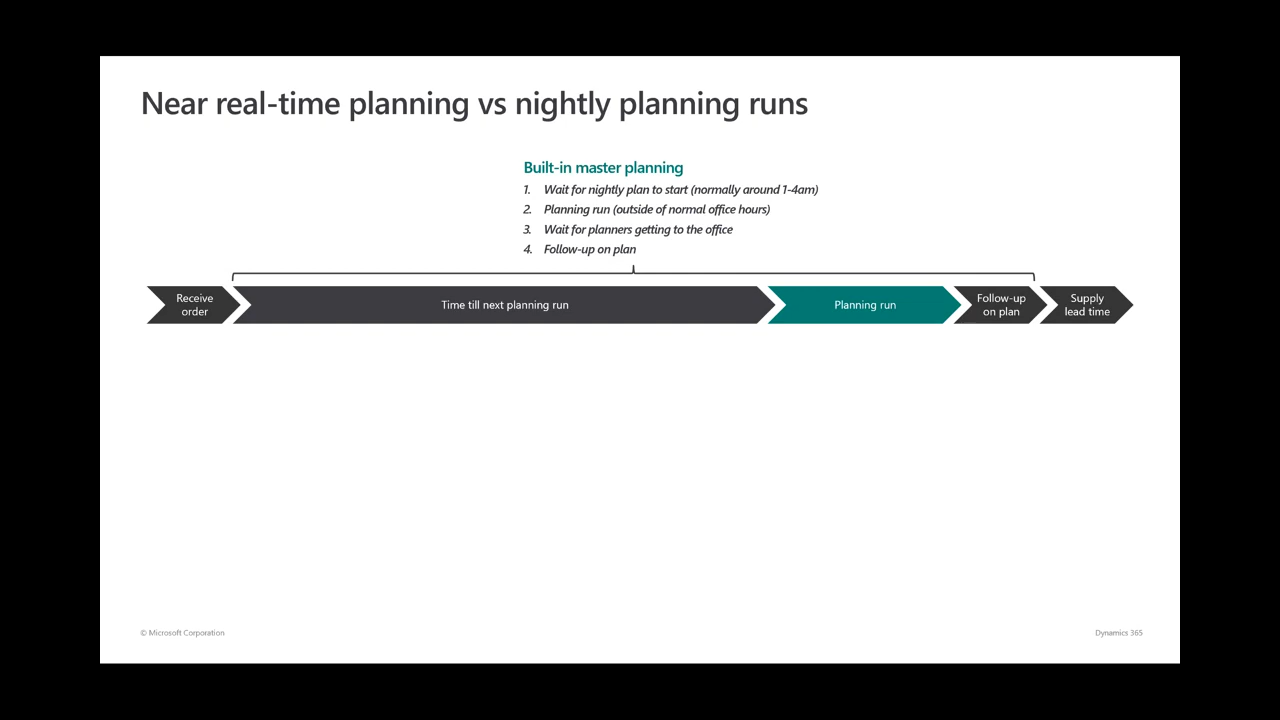 Near real-time planning vs nightly planning runs
Built-in master planning
1. Wait for nightly plan to start (normally around 1-4am)
2. Planning run (outside of normal office hours)
3. Wait for planners getting to the office
4. Follow-up on plan
Receive
order
Time till next planning run
Planning run
Follow-up
on plan
Supply
lead time
© Microsoft Corporation
Dynamics 365